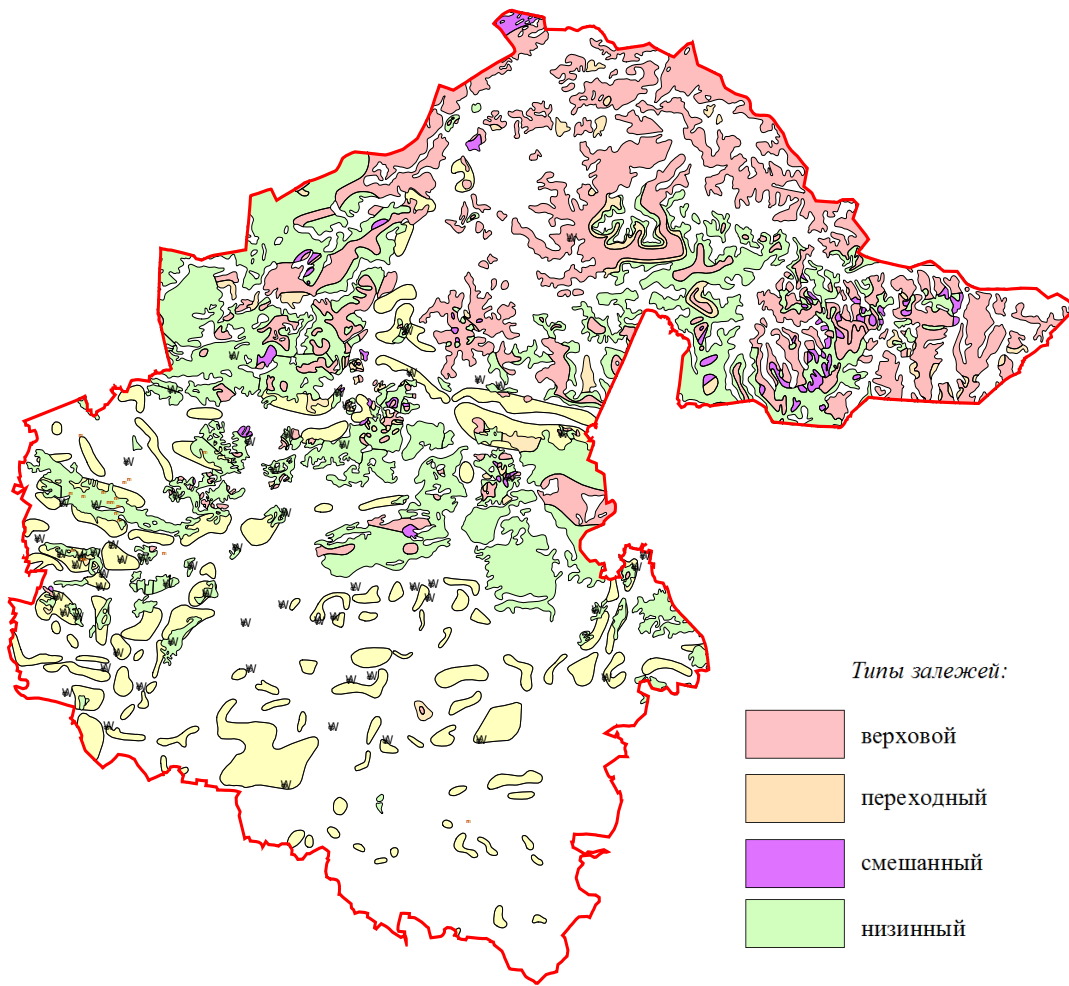 Типы залежей:
верховой
переходный
смешанный
низинный